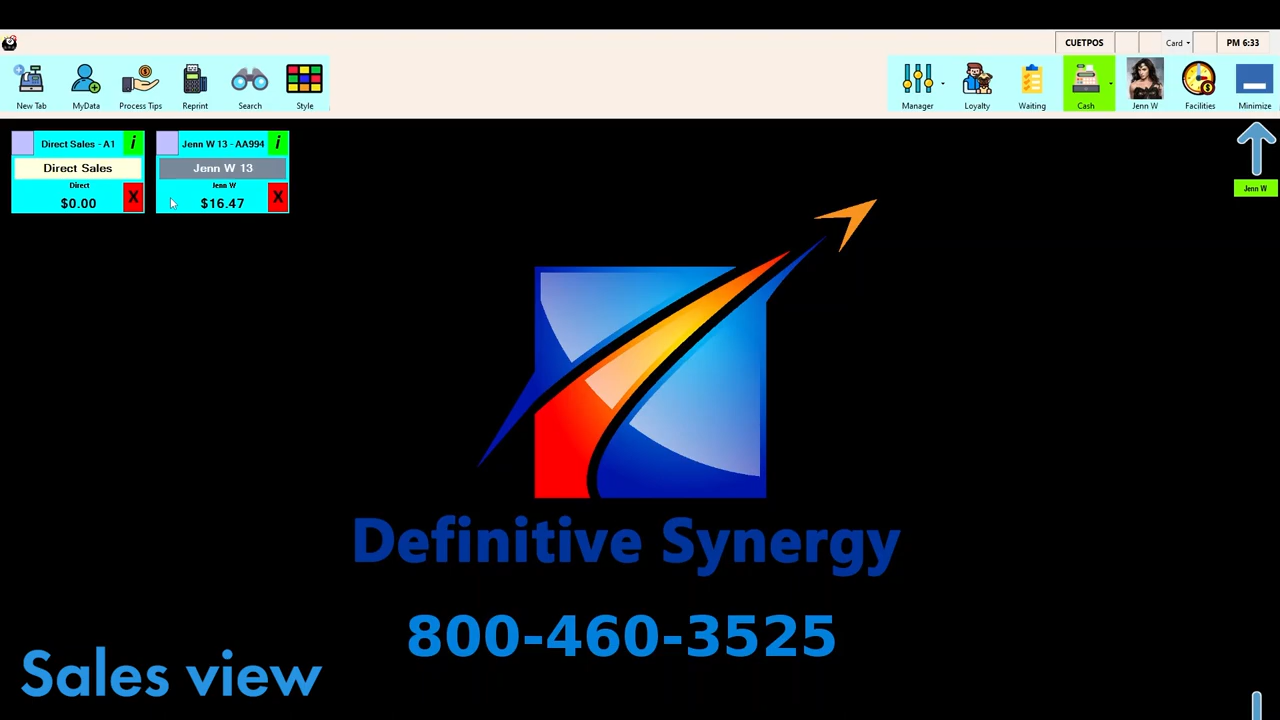 CUETPOS
Card
PM 6:33
New Tab
MyData
Process Tips
Reprint
Search
Style
Manager
Loyalty
Waiting
Cash
Jenn W
Facilities
Minimize
Direct Sales - A1
i
Direct Sales
Direct
$0.00
X
Jenn W 13 - AA994
i
Jenn W 13
Jenn W
$16.47
X
Jenn W
Definitive Synergy
800-460-3525
Sales view